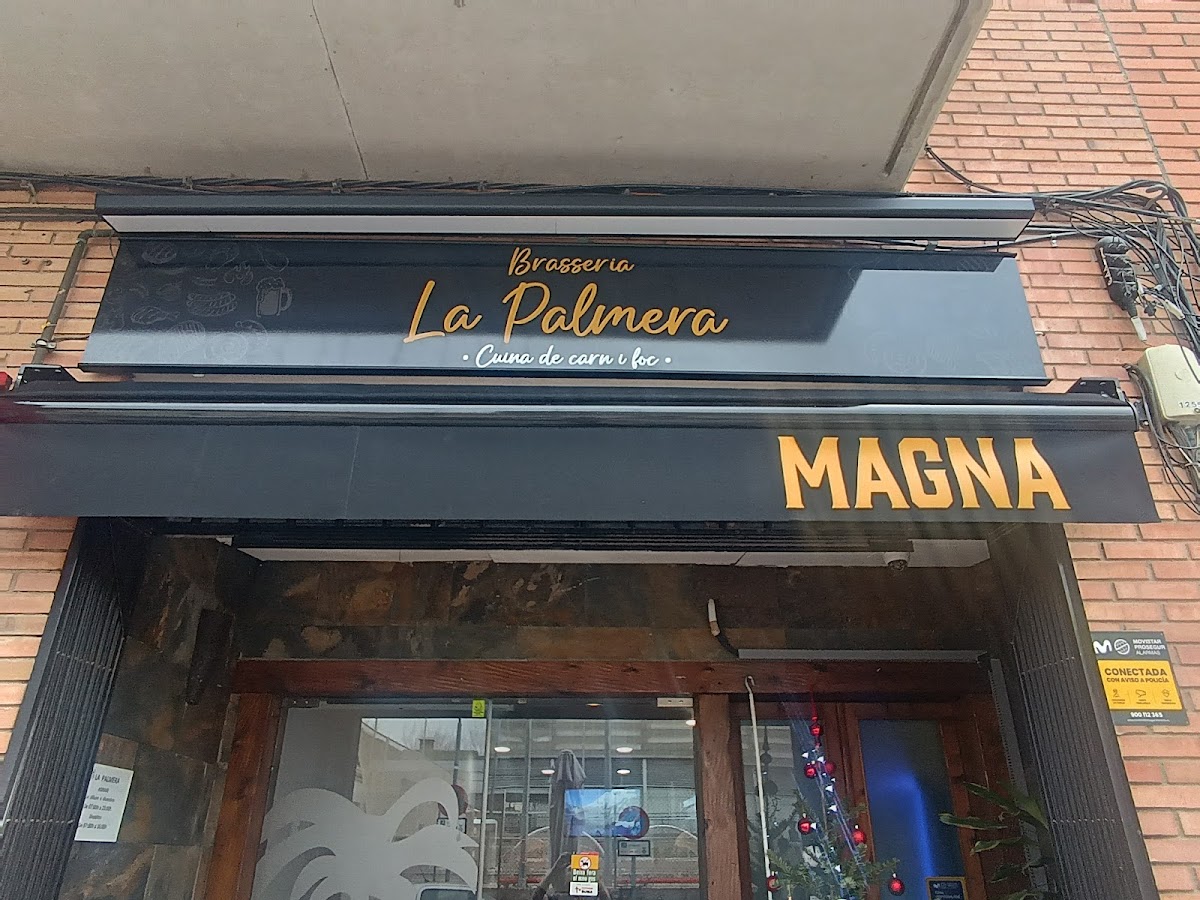 Brasseria
La Palmera
• Cuina de carn i foc •
MAGNA
MOVISTAR
PROSEGUR
ALARMAS
CONECTADA
CON AVISO A POLICÍA
900 112 365
LA PALMERA
1255